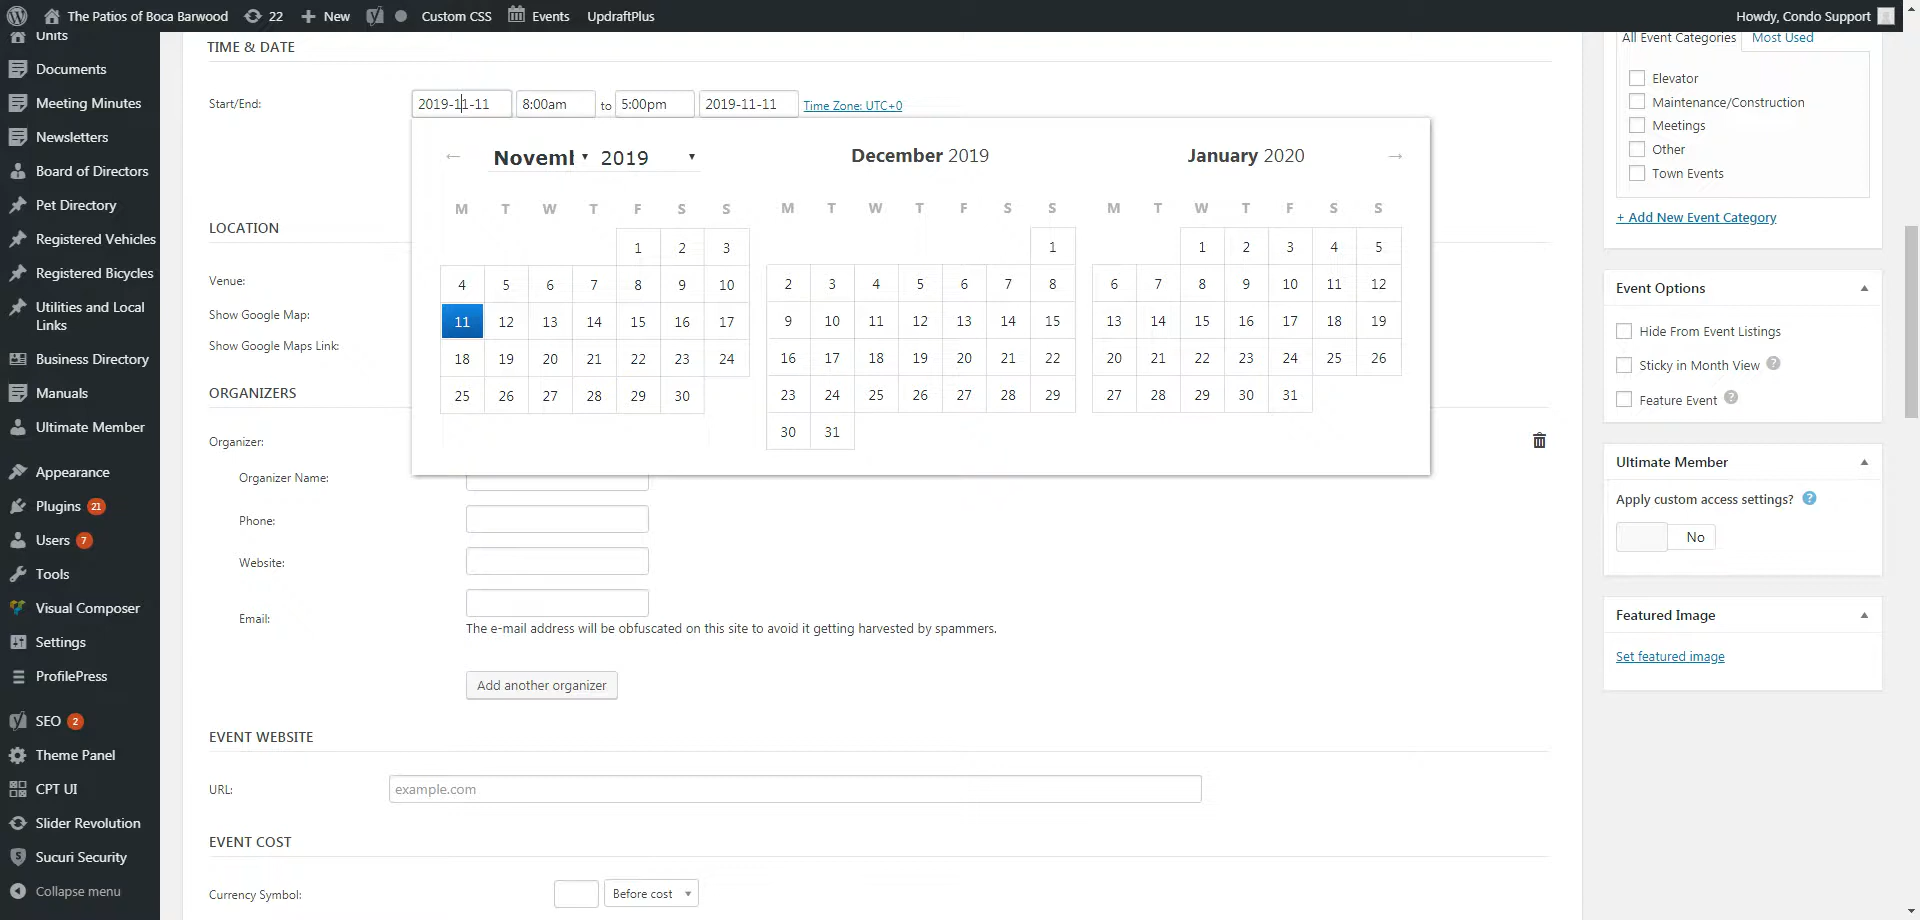 The Patios of Boca Barwood 22 New Custom CSS Events UpdraftPlus Howdy, Condo Support
Units
Documents
Meeting Minutes
Newsletters
Board of Directors
Pet Directory
Registered Vehicles
Registered Bicycles
Utilities and Local
Links
Business Directory
Manuals
Ultimate Member
Appearance
Plugins 21
Users 7
Tools
Visual Composer
Settings
ProfilePress
SEO 2
Theme Panel
CPT UI
Slider Revolution
Sucuri Security
Collapse menu
TIME & DATE
Start/End: 2019-11-11 8:00am to 5:00pm 2019-11-11 Time Zone: UTC+0
← Noveml 2019
M T W T F S S
1 2 3
4 5 6 7 8 9 10
11 12 13 14 15 16 17
18 19 20 21 22 23 24
25 26 27 28 29 30
December 2019
M T W T F S S
1
2 3 4 5 6 7 8
9 10 11 12 13 14 15
16 17 18 19 20 21 22
23 24 25 26 27 28 29
30 31
January 2020 →
M T W T F S S
1 2 3 4 5
6 7 8 9 10 11 12
13 14 15 16 17 18 19
20 21 22 23 24 25 26
27 28 29 30 31
LOCATION
Venue:
Show Google Map:
Show Google Maps Link:
ORGANIZERS
Organizer:
Organizer Name:
Phone:
Website:
Email:
The e-mail address will be obfuscated on this site to avoid it getting harvested by spammers.
Add another organizer
EVENT WEBSITE
URL: example.com
EVENT COST
Currency Symbol: Before cost
All Event Categories Most Used
Elevator
Maintenance/Construction
Meetings
Other
Town Events
+ Add New Event Category
Event Options
Hide From Event Listings
Sticky in Month View ?
Feature Event ?
Ultimate Member
Apply custom access settings? ?
No
Featured Image
Set featured image